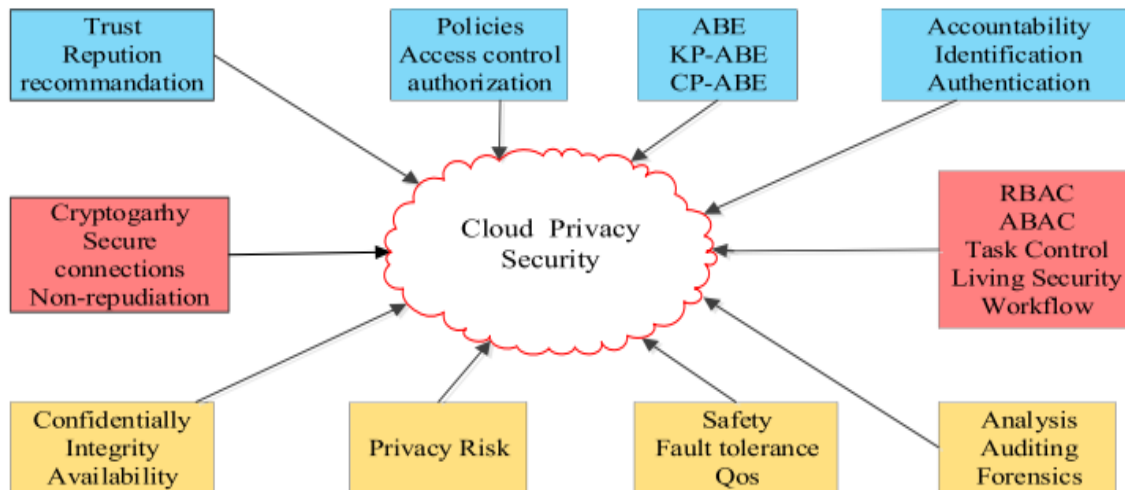 Trust
Repution
recommandation
Policies
Access control
authorization
ABE
KP-ABE
CP-ABE
Accountability
Identification
Authentication
Cryptogarhy
Secure
connections
Non-repudiation
Cloud Privacy
Security
RBAC
ABAC
Task Control
Living Security
Workflow
Confidentially
Integrity
Availability
Privacy Risk
Safety
Fault tolerance
Qos
Analysis
Auditing
Forensics